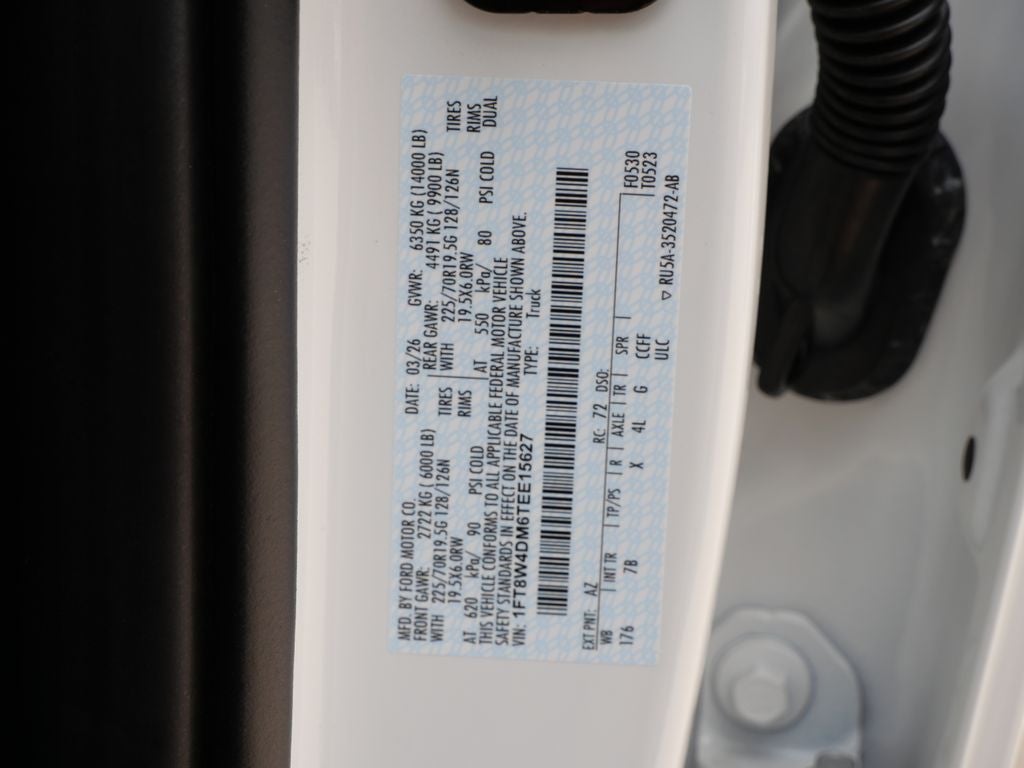 MFD. BY FORD MOTOR CO.
DATE: 03/26 GVWR: 6350 KG (14000 LB)
FRONT GAWR: 2722 KG ( 6000 LB)
REAR GAWR: 4491 KG ( 9900 LB)
WITH 225/70R19.5G 128/126N TIRES
WITH 225/70R19.5G 128/126N TIRES
19.5X6.0RW RIMS
19.5X6.0RW RIMS
AT 620 kPa/ 90 PSI COLD
AT 550 kPa/ 80 PSI COLD DUAL
THIS VEHICLE CONFORMS TO ALL APPLICABLE FEDERAL MOTOR VEHICLE
SAFETY STANDARDS IN EFFECT ON THE DATE OF MANUFACTURE SHOWN ABOVE.
VIN: 1FT8W4DM6TEE15627 TYPE: Truck
EXT PNT: AZ RC: 72 DSO: F0530
WB INT TR TP/PS R AXLE TR SPR T0523
176 7B X 4L G CCFF
ULC ▽ RU5A-3520472-AB